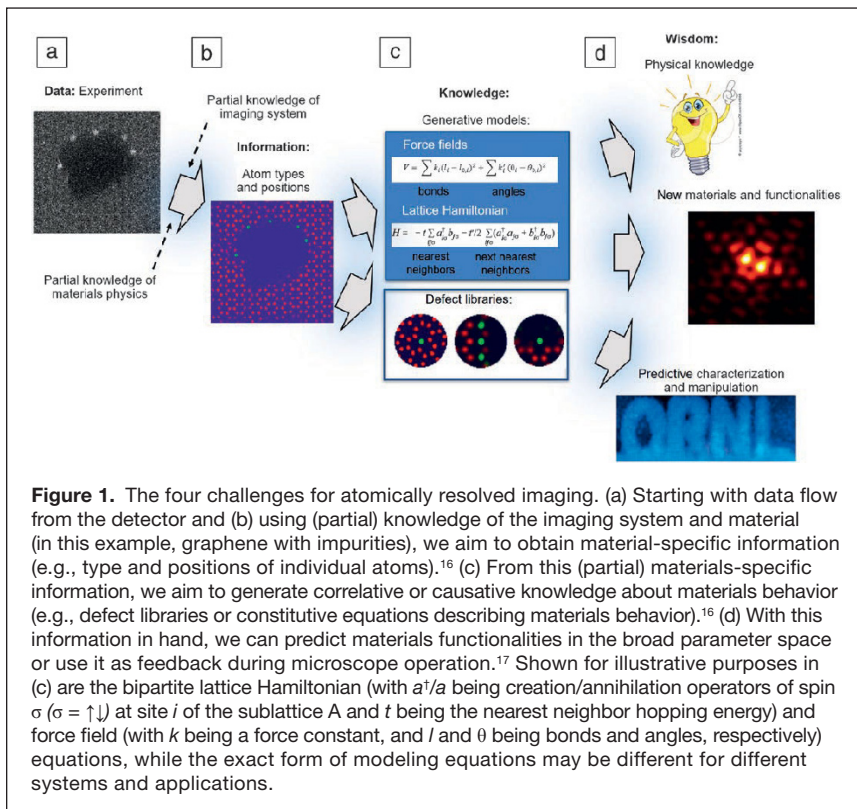 a
b
c
d
Data: Experiment
Partial knowledge of
imaging system
Partial knowledge of
materials physics
Information:
Atom types
and positions
Knowledge:
Generative models:
Force fields
V = ∑ k_i(l_i − l_{0,i})² + ∑ k'_i(θ_i − θ_{0,i})²
bonds angles
Lattice Hamiltonian
nearest
neighbors
next nearest
neighbors
Defect libraries:
Wisdom:
Physical knowledge
New materials and functionalities
Predictive characterization
and manipulation
ORNL
Figure 1. The four challenges for atomically resolved imaging. (a) Starting with data flow
from the detector and (b) using (partial) knowledge of the imaging system and material
(in this example, graphene with impurities), we aim to obtain material-specific information
(e.g., type and positions of individual atoms).¹⁶ (c) From this (partial) materials-specific
information, we aim to generate correlative or causative knowledge about materials behavior
(e.g., defect libraries or constitutive equations describing materials behavior).¹⁶ (d) With this
information in hand, we can predict materials functionalities in the broad parameter space
or use it as feedback during microscope operation.¹⁷ Shown for illustrative purposes in
(c) are the bipartite lattice Hamiltonian (with a†/a being creation/annihilation operators of spin
σ (σ = ↑↓) at site i of the sublattice A and t being the nearest neighbor hopping energy) and
force field (with k being a force constant, and l and θ being bonds and angles, respectively)
equations, while the exact form of modeling equations may be different for different
systems and applications.